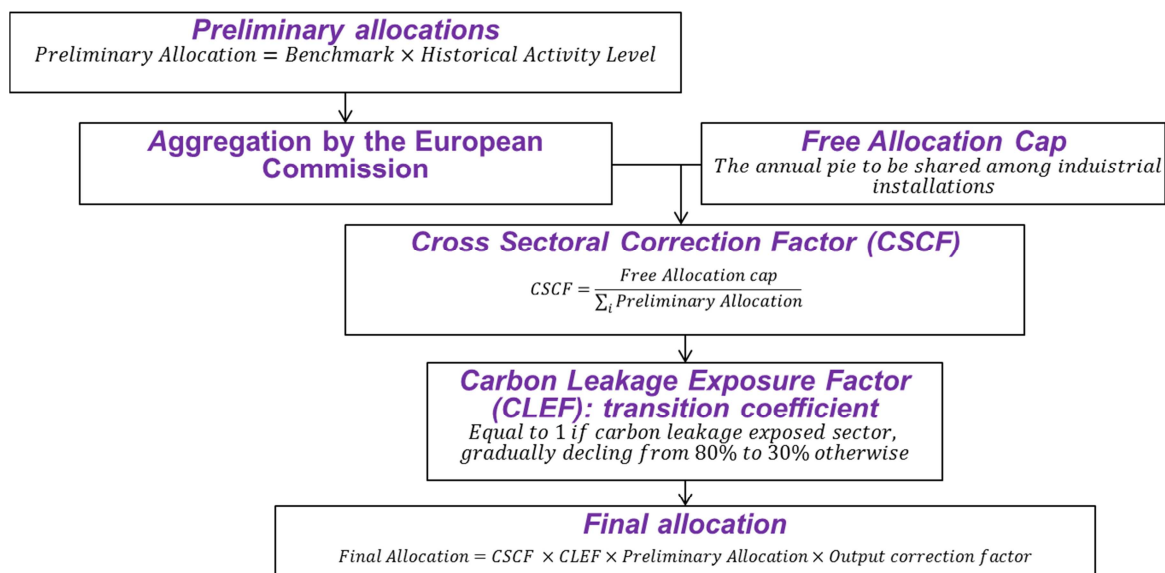 Preliminary allocations
Preliminary Allocation = Benchmark × Historical Activity Level
Aggregation by the European
Commission
Free Allocation Cap
The annual pie to be shared among induistrial
installations
Cross Sectoral Correction Factor (CSCF)
CSCF = Free Allocation cap / ∑i Preliminary Allocation
Carbon Leakage Exposure Factor
(CLEF): transition coefficient
Equal to 1 if carbon leakage exposed sector,
gradually decling from 80% to 30% otherwise
Final allocation
Final Allocation = CSCF × CLEF × Preliminary Allocation × Output correction factor